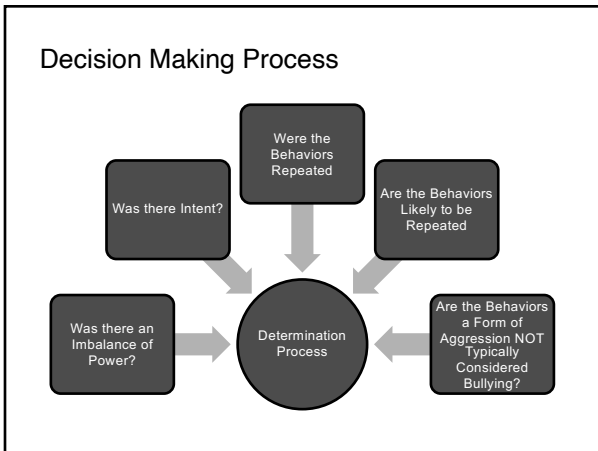 Decision Making Process
Were the
Behaviors
Repeated
Was there Intent?
Are the Behaviors
Likely to be
Repeated
Was there an
Imbalance of
Power?
Determination
Process
Are the Behaviors
a Form of
Aggression NOT
Typically
Considered
Bullying?